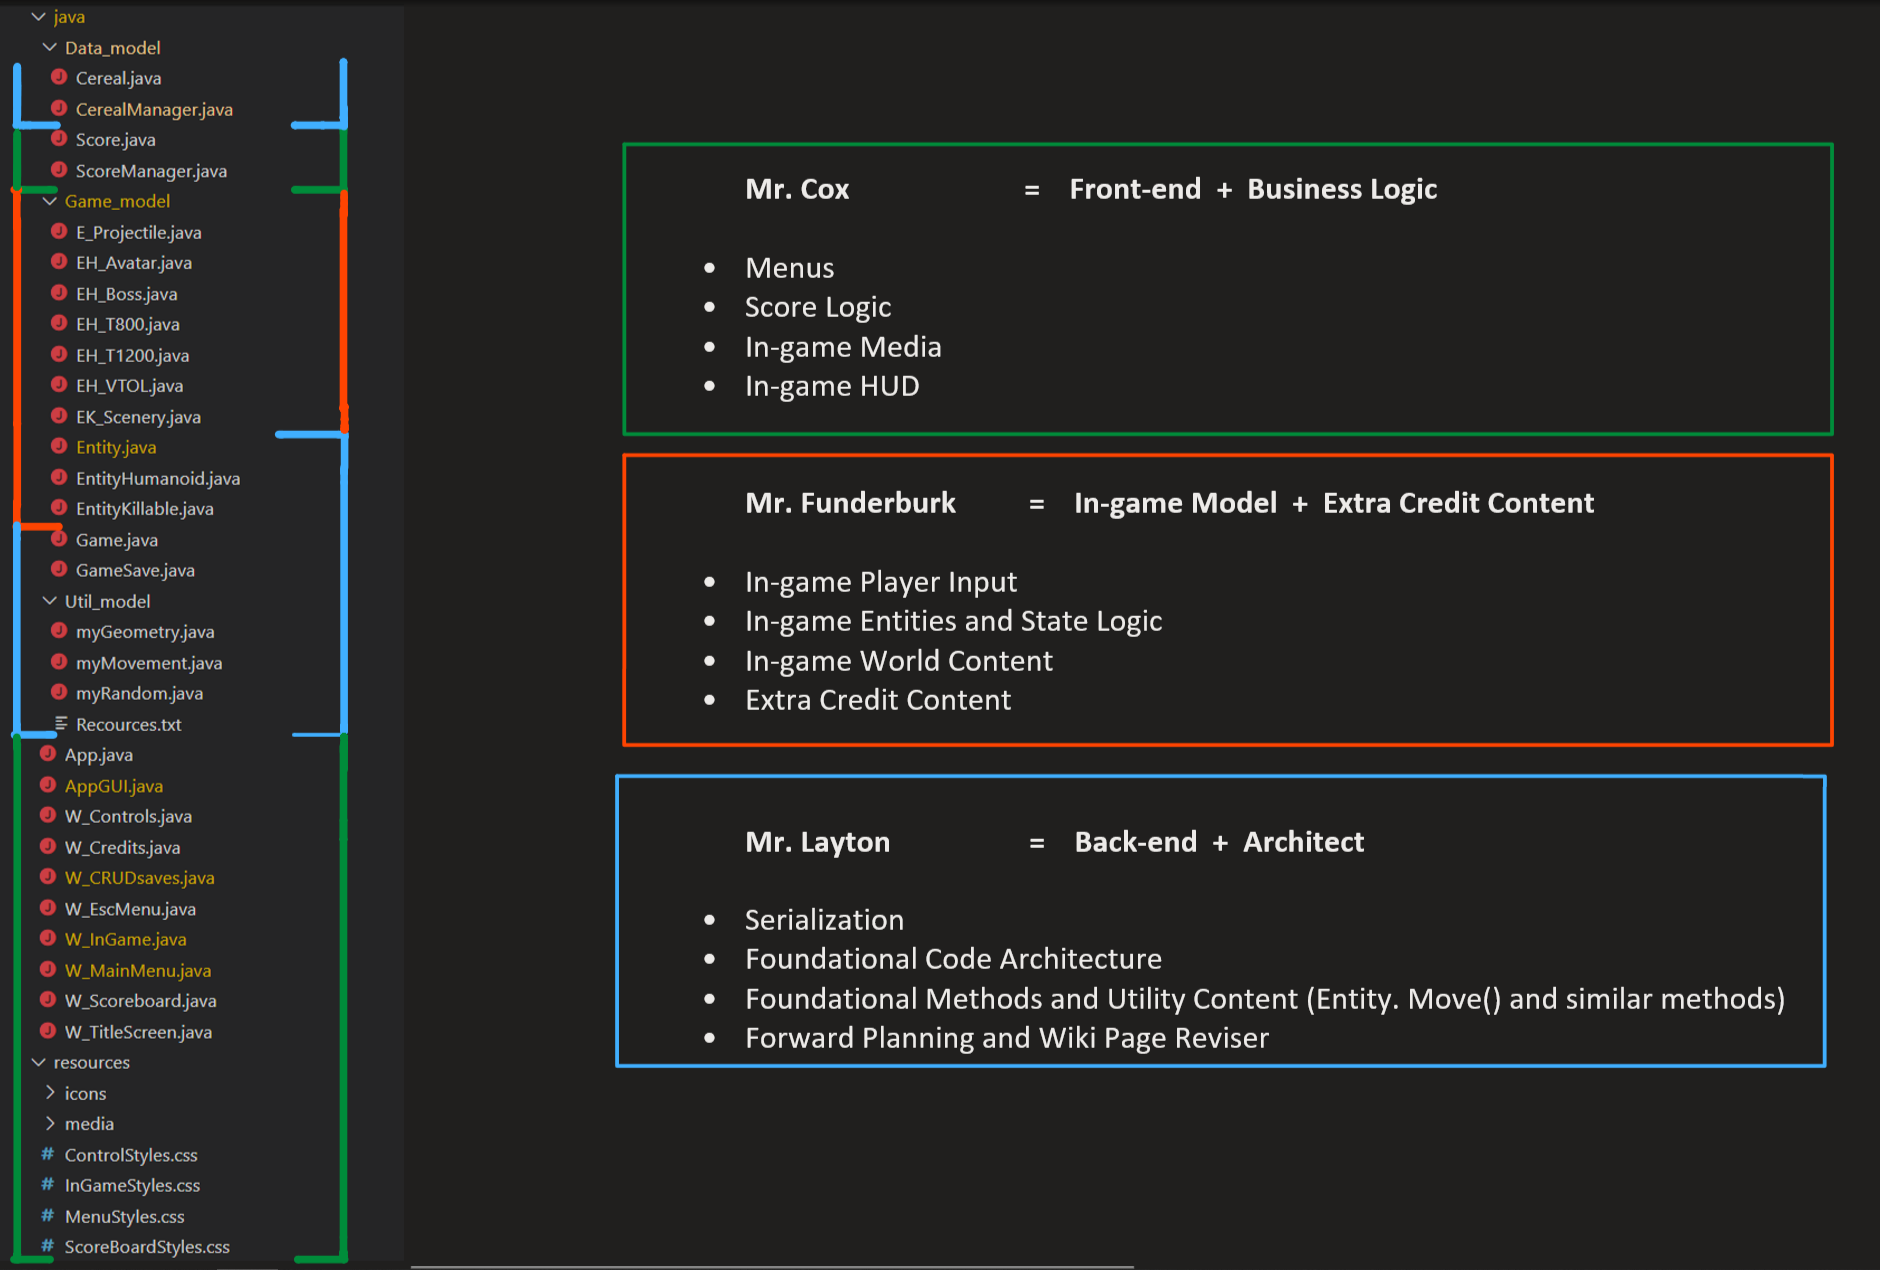 java
Data_model
Cereal.java
CerealManager.java
Score.java
ScoreManager.java
Game_model
E_Projectile.java
EH_Avatar.java
EH_Boss.java
EH_T800.java
EH_T1200.java
EH_VTOL.java
EK_Scenery.java
Entity.java
EntityHumanoid.java
EntityKillable.java
Game.java
GameSave.java
Util_model
myGeometry.java
myMovement.java
myRandom.java
Recources.txt
App.java
AppGUI.java
W_Controls.java
W_Credits.java
W_CRUDsaves.java
W_EscMenu.java
W_InGame.java
W_MainMenu.java
W_Scoreboard.java
W_TitleScreen.java
resources
icons
media
# ControlStyles.css
# InGameStyles.css
# MenuStyles.css
# ScoreBoardStyles.css
Mr. Cox = Front-end + Business Logic
• Menus
• Score Logic
• In-game Media
• In-game HUD
Mr. Funderburk = In-game Model + Extra Credit Content
• In-game Player Input
• In-game Entities and State Logic
• In-game World Content
• Extra Credit Content
Mr. Layton = Back-end + Architect
• Serialization
• Foundational Code Architecture
• Foundational Methods and Utility Content (Entity. Move() and similar methods)
• Forward Planning and Wiki Page Reviser